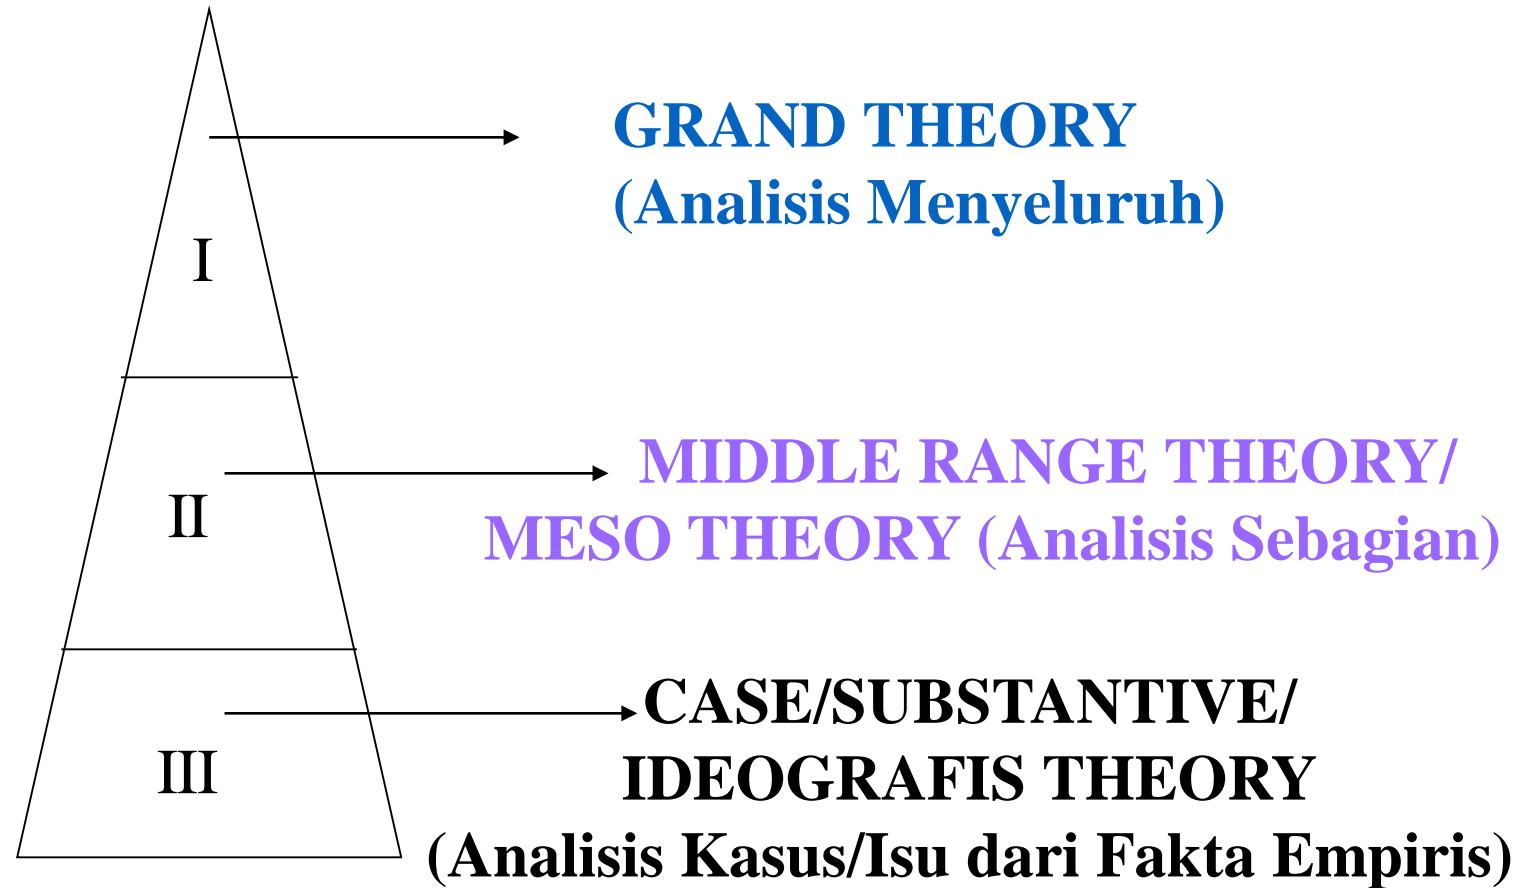 GRAND THEORY
(Analisis Menyeluruh)
I
MIDDLE RANGE THEORY/
II
MESO THEORY (Analisis Sebagian)
CASE/SUBSTANTIVE/
III
IDEOGRAFIS THEORY
(Analisis Kasus/Isu dari Fakta Empiris)